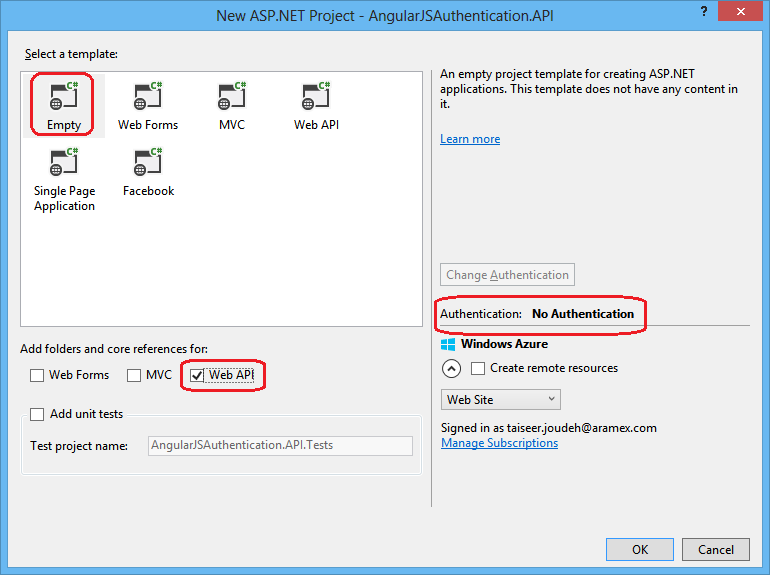 New ASP.NET Project - AngularJSAuthentication.API
?
Select a template:
C#
C#
C#
C#
Empty
Web Forms
MVC
Web API
C#
C#
Single Page
Application
Facebook
An empty project template for creating ASP.NET
applications. This template does not have any content in
it.
Learn more
Change Authentication
Authentication: No Authentication
Windows Azure
Create remote resources
Web Site
Signed in as taiseer.joudeh@aramex.com
Manage Subscriptions
Add folders and core references for:
Web Forms
MVC
Web API
Add unit tests
Test project name:
AngularJSAuthentication.API.Tests
OK
Cancel